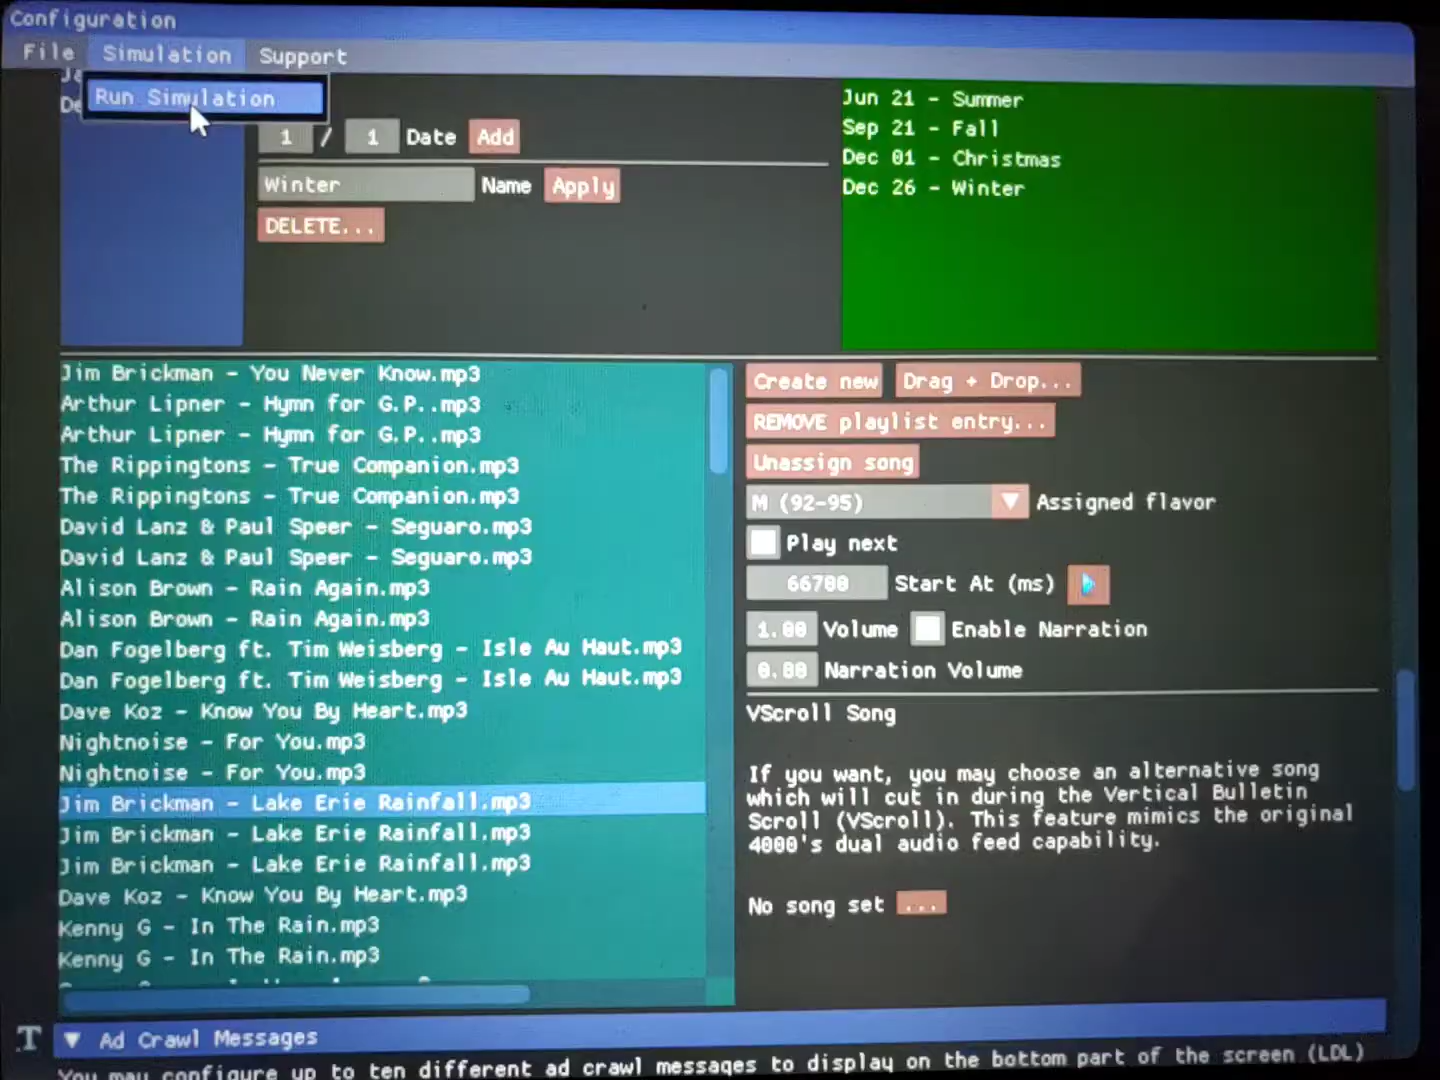 Configuration
File Simulation Support
Run Simulation
1 / 1 Date Add
Winter Name Apply
DELETE...
Jun 21 - Summer
Sep 21 - Fall
Dec 01 - Christmas
Dec 26 - Winter
Jim Brickman - You Never Know.mp3
Arthur Lipner - Hymn for G.P..mp3
Arthur Lipner - Hymn for G.P..mp3
The Rippingtons - True Companion.mp3
The Rippingtons - True Companion.mp3
David Lanz & Paul Speer - Seguaro.mp3
David Lanz & Paul Speer - Seguaro.mp3
Alison Brown - Rain Again.mp3
Alison Brown - Rain Again.mp3
Dan Fogelberg ft. Tim Weisberg - Isle Au Haut.mp3
Dan Fogelberg ft. Tim Weisberg - Isle Au Haut.mp3
Dave Koz - Know You By Heart.mp3
Nightnoise - For You.mp3
Nightnoise - For You.mp3
Jim Brickman - Lake Erie Rainfall.mp3
Jim Brickman - Lake Erie Rainfall.mp3
Jim Brickman - Lake Erie Rainfall.mp3
Dave Koz - Know You By Heart.mp3
Kenny G - In The Rain.mp3
Kenny G - In The Rain.mp3
Create new Drag + Drop...
REMOVE playlist entry...
Unassign song
M (92-95) Assigned flavor
Play next
66700 Start At (ms)
1.00 Volume Enable Narration
0.00 Narration Volume
VScroll Song
If you want, you may choose an alternative song
which will cut in during the Vertical Bulletin
Scroll (VScroll). This feature mimics the original
4000's dual audio feed capability.
No song set ...
Ad Crawl Messages
You may configure up to ten different ad crawl messages to display on the bottom part of the screen (LDL)